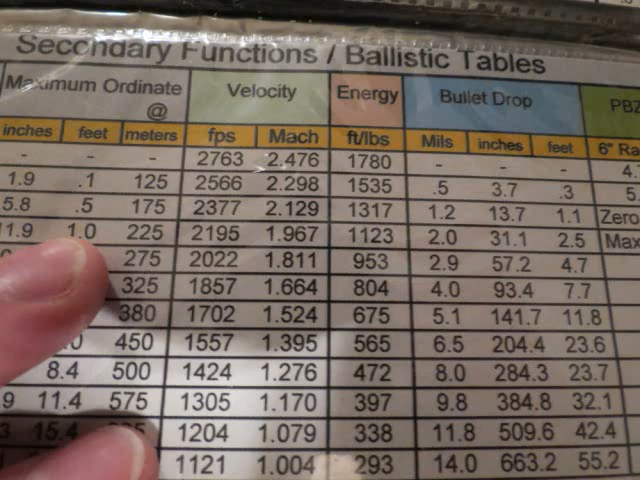 Secondary Functions / Ballistic Tables
Maximum Ordinate @ Velocity Energy Bullet Drop
inches feet meters fps Mach ft/lbs Mils inches feet 6"
- - - 2763 2.476 1780 - - -
1.9 .1 125 2566 2.298 1535 .5 3.7 .3
5.8 .5 175 2377 2.129 1317 1.2 13.7 1.1 Zero
11.9 1.0 225 2195 1.967 1123 2.0 31.1 2.5 Max
275 2022 1.811 953 2.9 57.2 4.7
325 1857 1.664 804 4.0 93.4 7.7
380 1702 1.524 675 5.1 141.7 11.8
450 1557 1.395 565 6.5 204.4 23.6
8.4 500 1424 1.276 472 8.0 284.3 23.7
9 11.4 575 1305 1.170 397 9.8 384.8 32.1
3 15.4 1204 1.079 338 11.8 509.6 42.4
1121 1.004 293 14.0 663.2 55.2